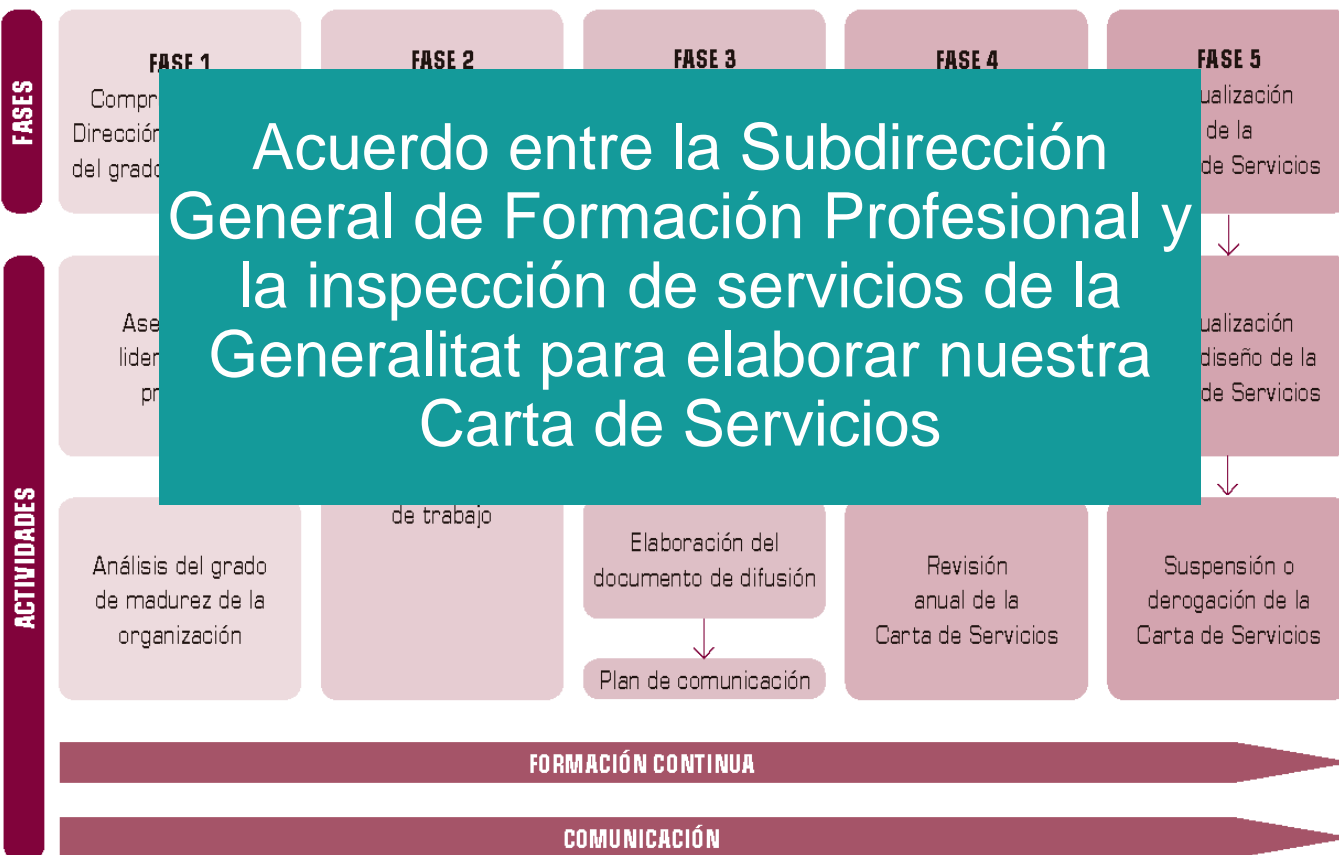 FASES
FASE 1
Compr
Dirección
del grado
FASE 2
FASE 3
FASE 4
FASE 5
ualización
de la
de Servicios
Acuerdo entre la Subdirección
General de Formación Profesional y
la inspección de servicios de la
Generalitat para elaborar nuestra
Carta de Servicios
ACTIVIDADES
Ase
lider
pr
ualización
diseño de la
de Servicios
Análisis del grado
de madurez de la
organización
de trabajo
Elaboración del
documento de difusión
Plan de comunicación
Revisión
anual de la
Carta de Servicios
Suspensión o
derogación de la
Carta de Servicios
FORMACIÓN CONTINUA
COMUNICACIÓN